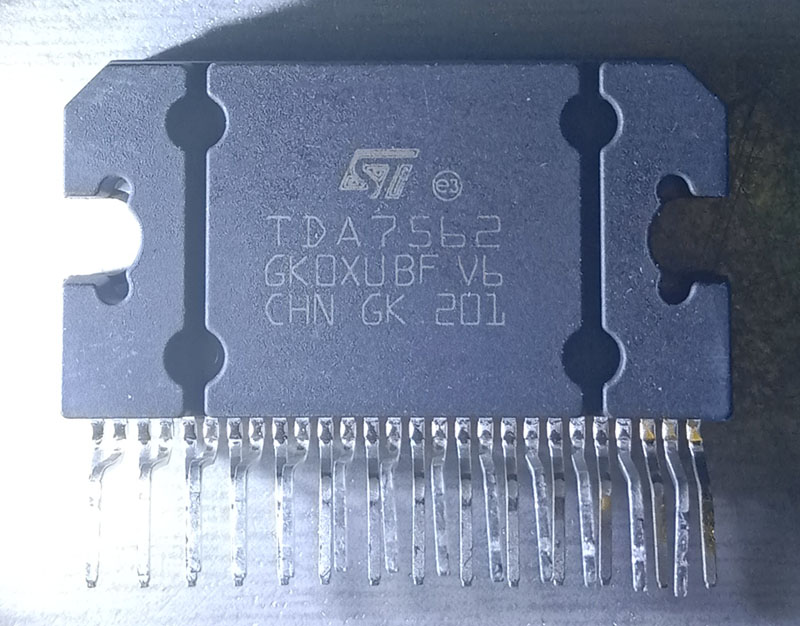 ST e3
TDA7562
GK0XUBF V6
CHN GK 201